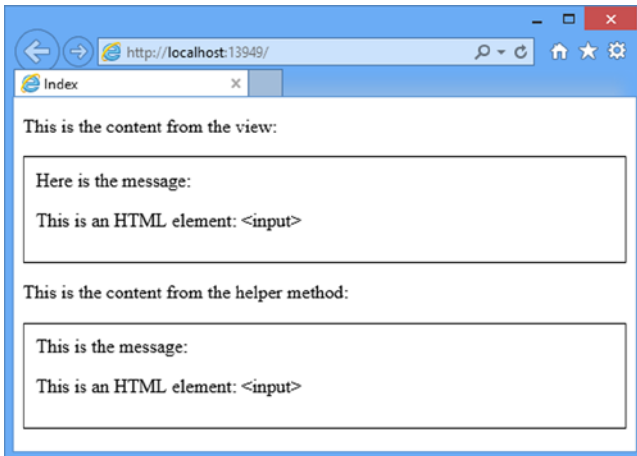 http://localhost:13949/
Index
This is the content from the view:
Here is the message:
This is an HTML element: <input>
This is the content from the helper method:
This is the message:
This is an HTML element: <input>